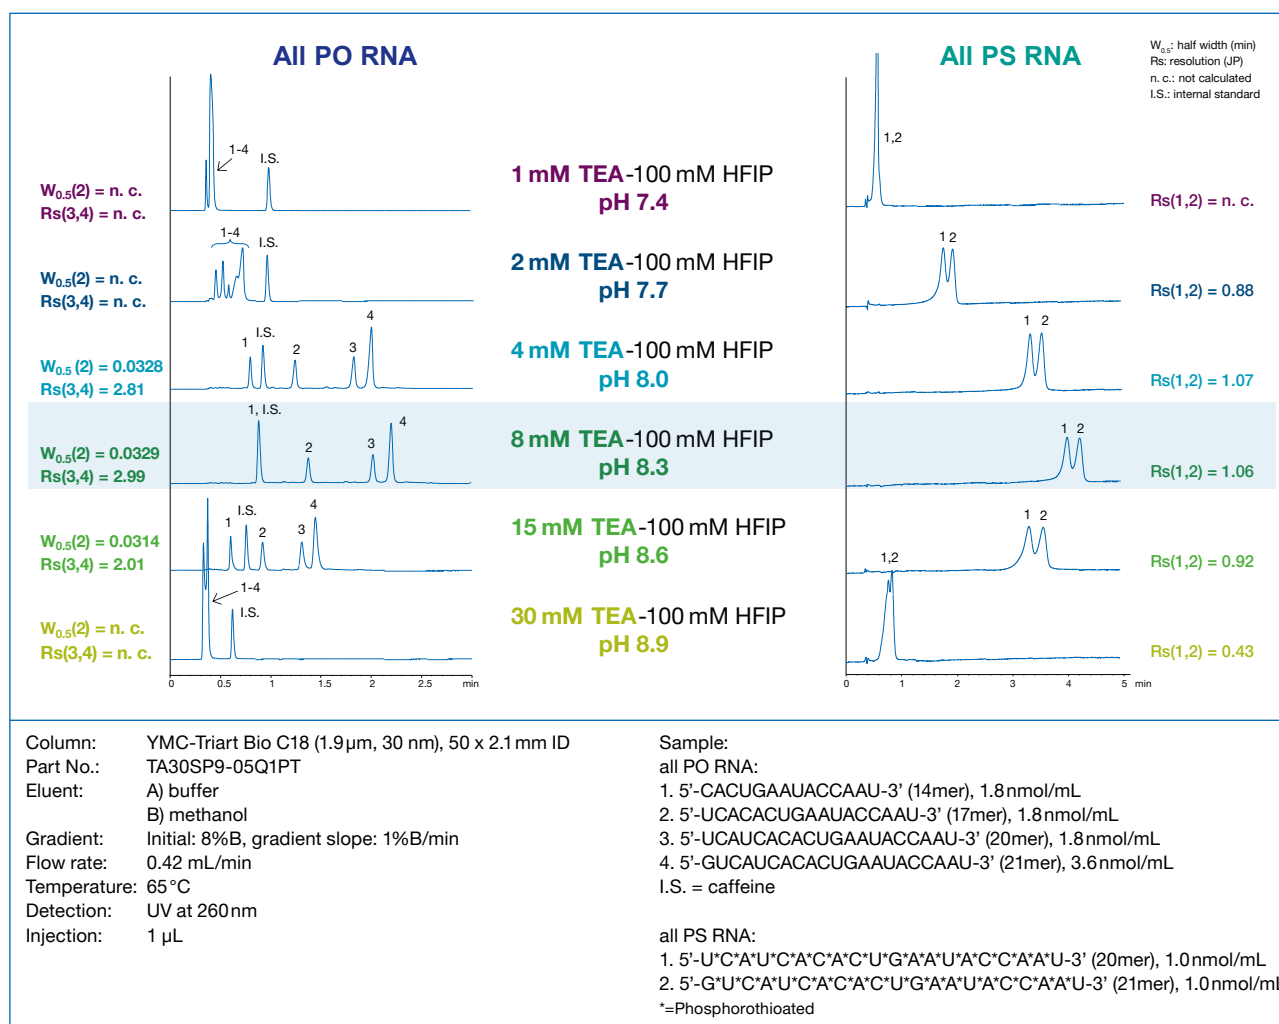 All PO RNA
All PS RNA
W0.5: half width (min)
Rs: resolution (JP)
n. c.: not calculated
I.S.: internal standard
W0.5(2) = n. c.
Rs(3,4) = n. c.
1-4
I.S.
1 mM TEA-100 mM HFIP
pH 7.4
1,2
Rs(1,2) = n. c.
W0.5(2) = n. c.
Rs(3,4) = n. c.
1-4
I.S.
2 mM TEA-100 mM HFIP
pH 7.7
1 2
Rs(1,2) = 0.88
W0.5 (2) = 0.0328
Rs(3,4) = 2.81
1 I.S. 2 3 4
4 mM TEA-100 mM HFIP
pH 8.0
1 2
Rs(1,2) = 1.07
W0.5(2) = 0.0329
Rs(3,4) = 2.99
1, I.S. 2 3 4
8 mM TEA-100 mM HFIP
pH 8.3
1 2
Rs(1,2) = 1.06
W0.5(2) = 0.0314
Rs(3,4) = 2.01
1 I.S. 2 3 4
15 mM TEA-100 mM HFIP
pH 8.6
1 2
Rs(1,2) = 0.92
W0.5(2) = n. c.
Rs(3,4) = n. c.
1-4
I.S.
30 mM TEA-100 mM HFIP
pH 8.9
1,2
Rs(1,2) = 0.43
0 0.5 1 1.5 2 2.5 min
0 1 2 3 4 5 min
Column: YMC-Triart Bio C18 (1.9 µm, 30 nm), 50 x 2.1 mm ID
Part No.: TA30SP9-05Q1PT
Eluent: A) buffer
B) methanol
Gradient: Initial: 8%B, gradient slope: 1%B/min
Flow rate: 0.42 mL/min
Temperature: 65 °C
Detection: UV at 260 nm
Injection: 1 µL
Sample:
all PO RNA:
1. 5'-CACUGAAUACCAAU-3' (14mer), 1.8 nmol/mL
2. 5'-UCACACUGAAUACCAAU-3' (17mer), 1.8 nmol/mL
3. 5'-UCAUCACACUGAAUACCAAU-3' (20mer), 1.8 nmol/mL
4. 5'-GUCAUCACACUGAAUACCAAU-3' (21mer), 3.6 nmol/mL
I.S. = caffeine
all PS RNA:
1. 5'-U*C*A*U*C*A*C*A*C*U*G*A*A*U*A*C*C*A*A*U-3' (20mer), 1.0 nmol/mL
2. 5'-G*U*C*A*U*C*A*C*A*C*U*G*A*A*U*A*C*C*A*A*U-3' (21mer), 1.0 nmol/mL
*=Phosphorothioated